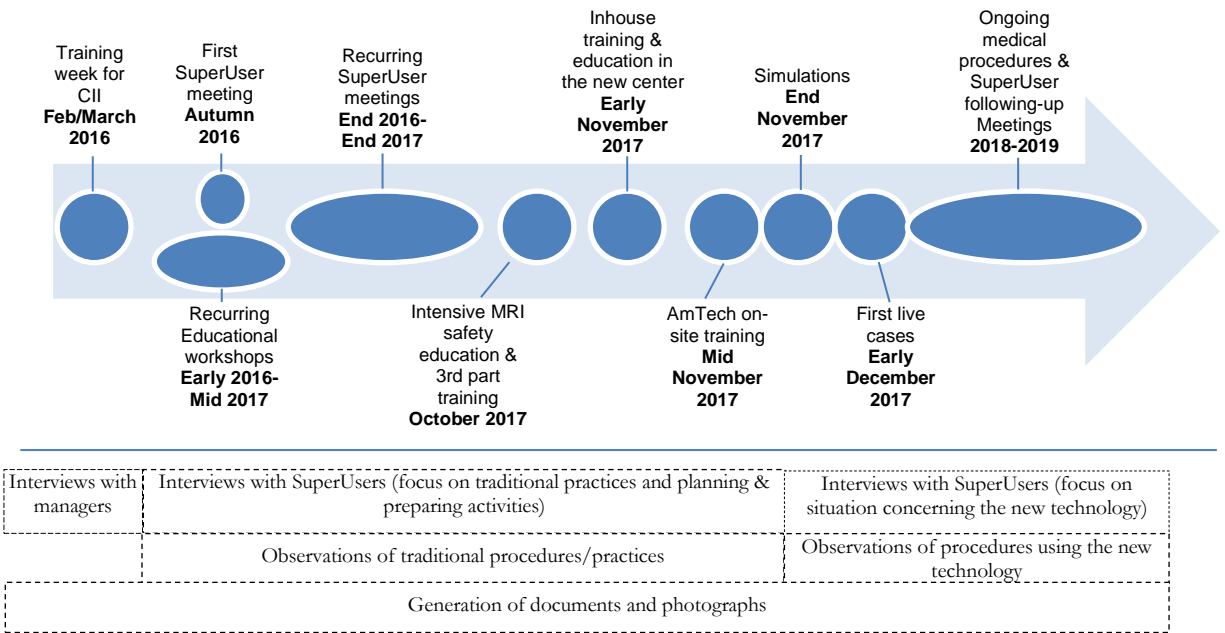 Training
week for
CII
Feb/March
2016
First
SuperUser
meeting
Autumn
2016
Recurring
SuperUser
meetings
End 2016-
End 2017
Inhouse
training &
education in
the new center
Early
November
2017
Simulations
End
November
2017
Ongoing
medical
procedures &
SuperUser
following-up
Meetings
2018-2019
Recurring
Educational
workshops
Early 2016-
Mid 2017
Intensive MRI
safety
education &
3rd part
training
October 2017
AmTech on-
site training
Mid
November
2017
First live
cases
Early
December
2017
Interviews with
managers
Interviews with SuperUsers (focus on traditional practices and planning &
preparing activities)
Interviews with SuperUsers (focus on
situation concerning the new technology)
Observations of traditional procedures/practices
Observations of procedures using the new
technology
Generation of documents and photographs